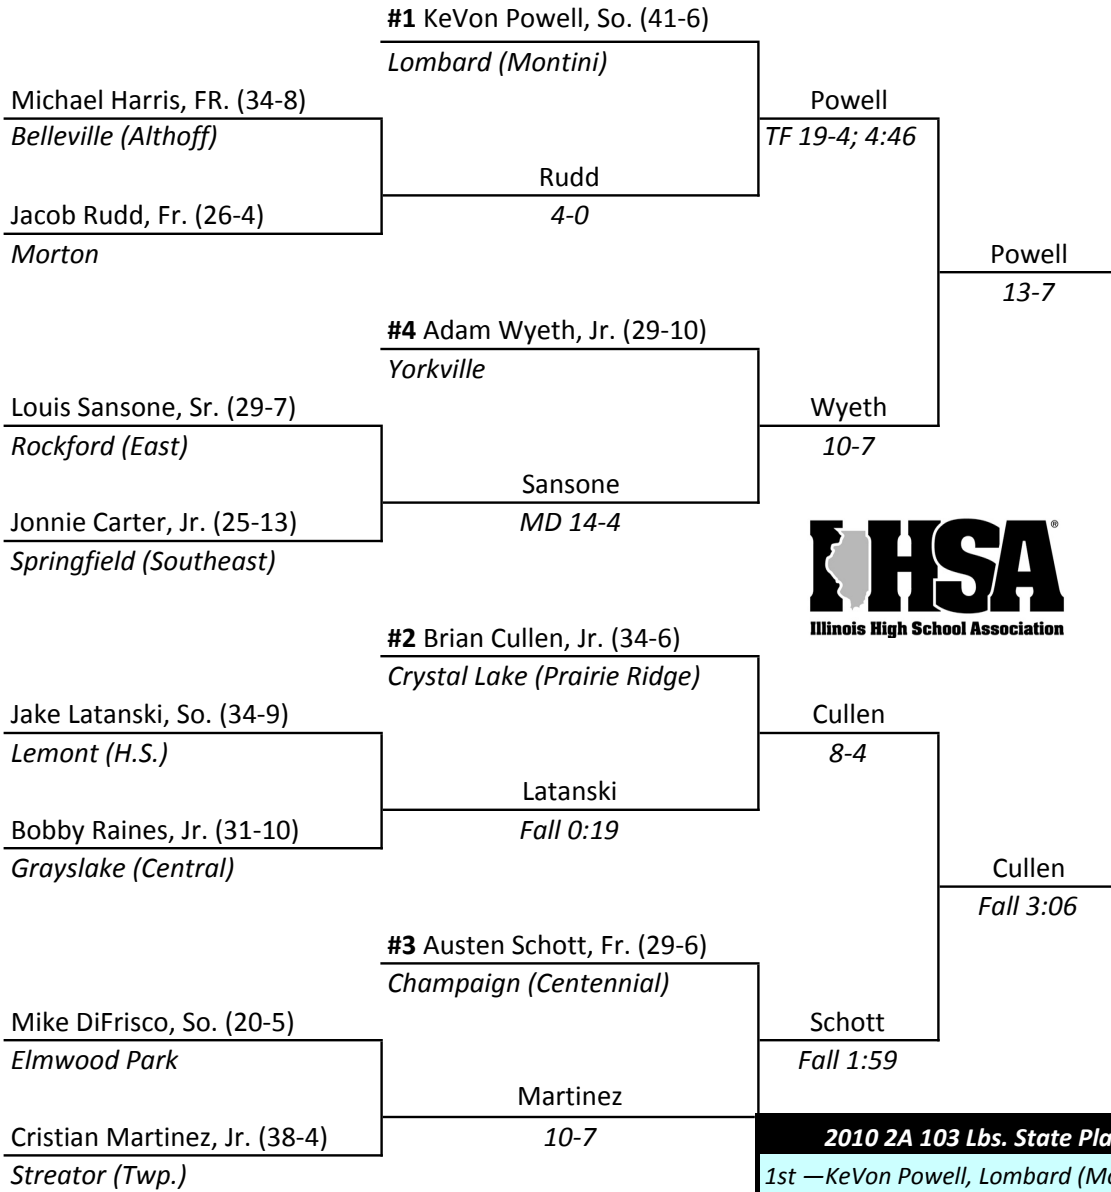 #1 KeVon Powell, So. (41-6)
Lombard (Montini)
Michael Harris, FR. (34-8)
Belleville (Althoff)
Powell
TF 19-4; 4:46
Rudd
4-0
Jacob Rudd, Fr. (26-4)
Morton
Powell
13-7
#4 Adam Wyeth, Jr. (29-10)
Yorkville
Louis Sansone, Sr. (29-7)
Rockford (East)
Wyeth
10-7
Sansone
MD 14-4
Jonnie Carter, Jr. (25-13)
Springfield (Southeast)
IHSA®
Illinois High School Association
#2 Brian Cullen, Jr. (34-6)
Crystal Lake (Prairie Ridge)
Jake Latanski, So. (34-9)
Lemont (H.S.)
Cullen
8-4
Latanski
Fall 0:19
Bobby Raines, Jr. (31-10)
Grayslake (Central)
Cullen
Fall 3:06
#3 Austen Schott, Fr. (29-6)
Champaign (Centennial)
Mike DiFrisco, So. (20-5)
Elmwood Park
Schott
Fall 1:59
Martinez
10-7
Cristian Martinez, Jr. (38-4)
Streator (Twp.)
2010 2A 103 Lbs. State Pla
1st —KeVon Powell, Lombard (M